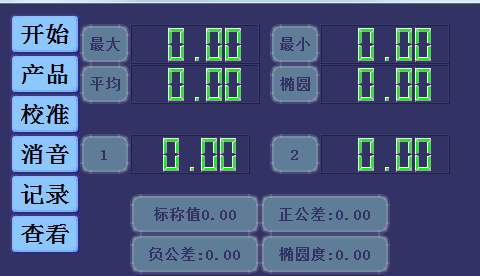 开始
最大 0.00 最小 0.00
产品
平均 0.00 椭圆 0.00
校准
消音
1 0.00 2 0.00
记录
标称值0.00 正公差:0.00
查看
负公差:0.00 椭圆度:0.00